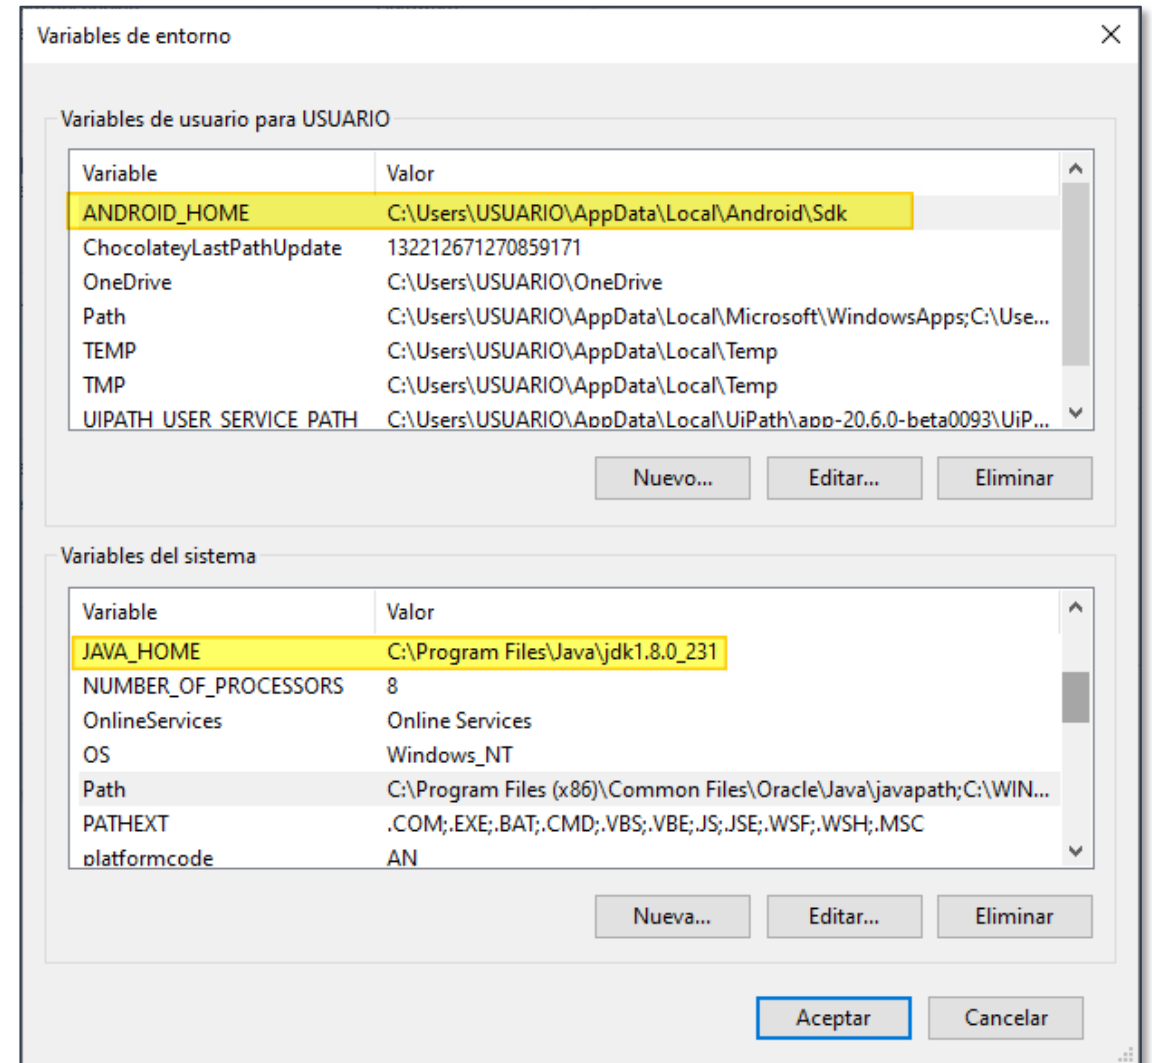 Variables de entorno
Variables de usuario para USUARIO
Variable Valor
ANDROID_HOME C:\Users\USUARIO\AppData\Local\Android\Sdk
ChocolateyLastPathUpdate 132212671270859171
OneDrive C:\Users\USUARIO\OneDrive
Path C:\Users\USUARIO\AppData\Local\Microsoft\WindowsApps;C:\Use...
TEMP C:\Users\USUARIO\AppData\Local\Temp
TMP C:\Users\USUARIO\AppData\Local\Temp
UIPATH_USER_SERVICE_PATH C:\Users\USUARIO\AppData\Local\UiPath\app-20.6.0-beta0093\UiP...
Nuevo... Editar... Eliminar
Variables del sistema
Variable Valor
JAVA_HOME C:\Program Files\Java\jdk1.8.0_231
NUMBER_OF_PROCESSORS 8
OnlineServices Online Services
OS Windows_NT
Path C:\Program Files (x86)\Common Files\Oracle\Java\javapath;C:\WIN...
PATHEXT .COM;.EXE;.BAT;.CMD;.VBS;.VBE;.JS;.JSE;.WSF;.WSH;.MSC
platformcode AN
Nueva... Editar... Eliminar
Aceptar Cancelar